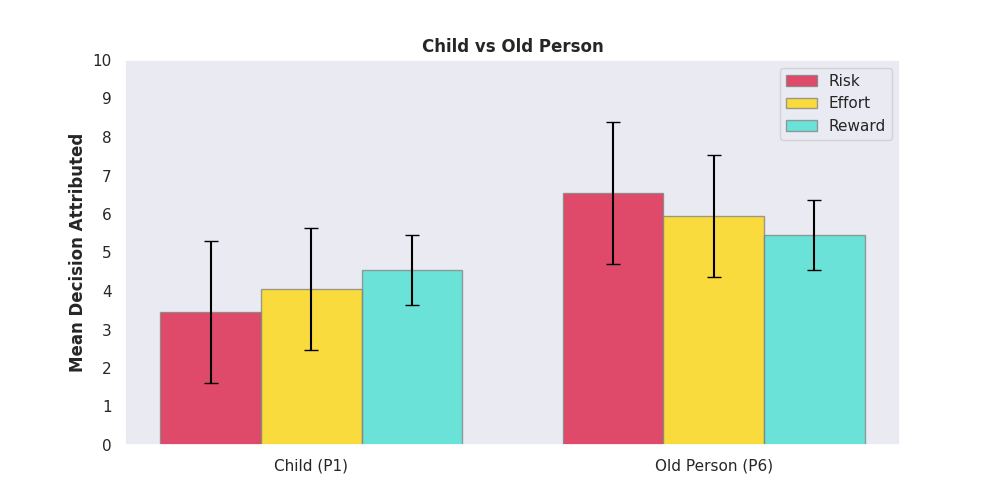 Child vs Old Person
Mean Decision Attributed
10
9
8
7
6
5
4
3
2
1
0
Risk
Effort
Reward
Child (P1)
Old Person (P6)